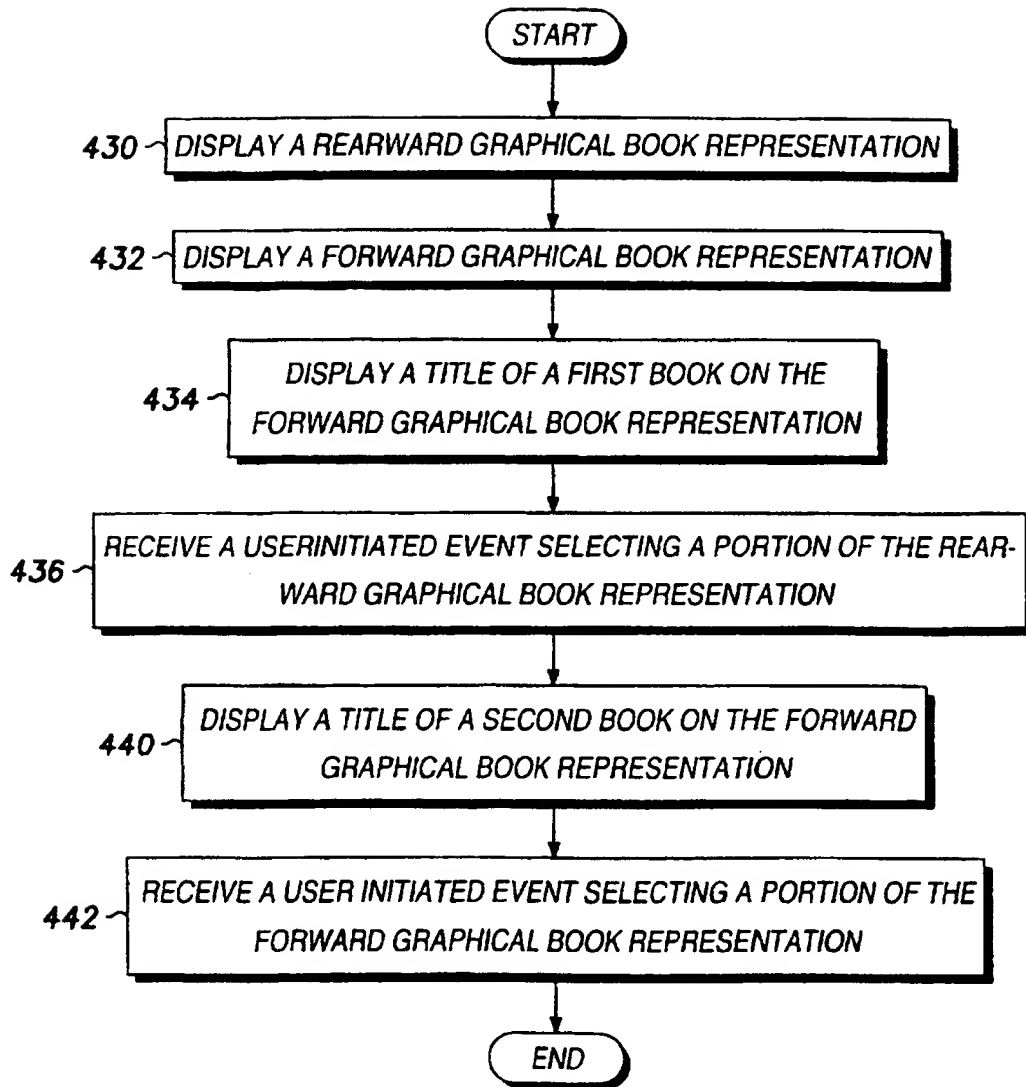 START
430 DISPLAY A REARWARD GRAPHICAL BOOK REPRESENTATION
432 DISPLAY A FORWARD GRAPHICAL BOOK REPRESENTATION
DISPLAY A TITLE OF A FIRST BOOK ON THE
434
FORWARD GRAPHICAL BOOK REPRESENTATION
RECEIVE A USERINITIATED EVENT SELECTING A PORTION OF THE REAR-
436
WARD GRAPHICAL BOOK REPRESENTATION
DISPLAY A TITLE OF A SECOND BOOK ON THE FORWARD
440
GRAPHICAL BOOK REPRESENTATION
RECEIVE A USER INITIATED EVENT SELECTING A PORTION OF THE
442
FORWARD GRAPHICAL BOOK REPRESENTATION
END